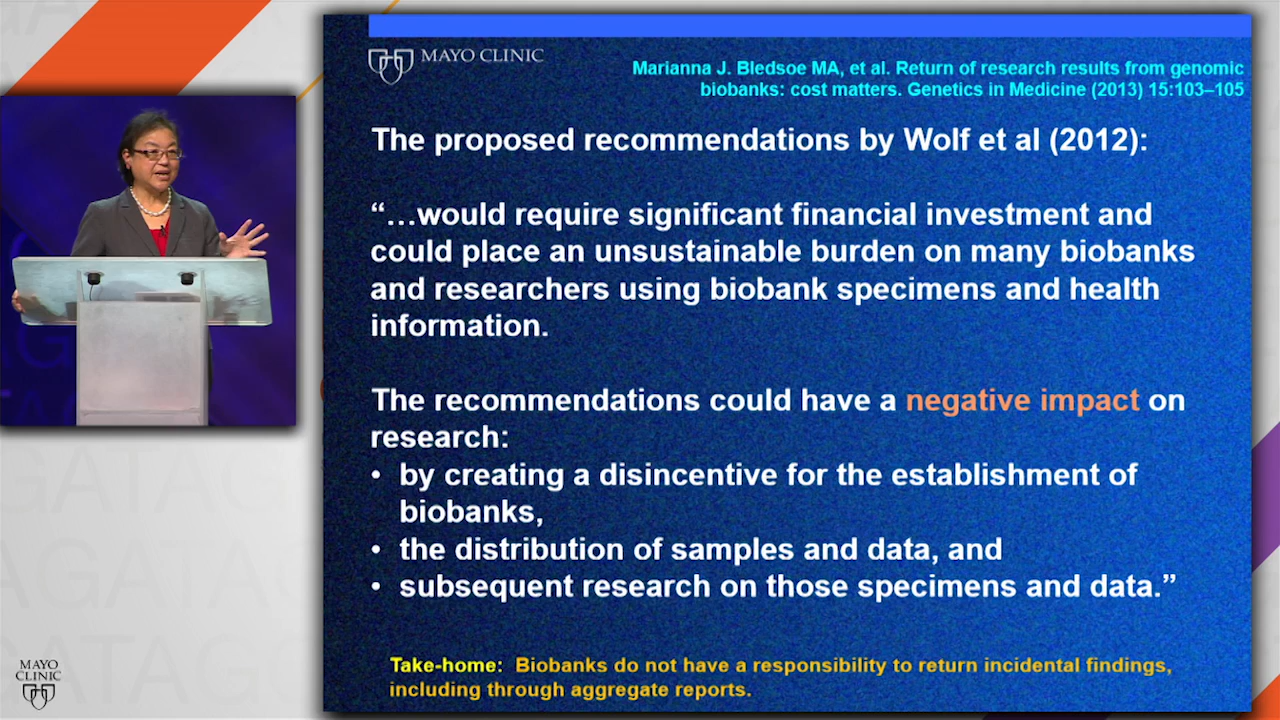 MAYO CLINIC
Marianna J. Bledsoe MA, et al. Return of research results from genomic
biobanks: cost matters. Genetics in Medicine (2013) 15:103–105
The proposed recommendations by Wolf et al (2012):
“…would require significant financial investment and
could place an unsustainable burden on many biobanks
and researchers using biobank specimens and health
information.
The recommendations could have a negative impact on
research:
• by creating a disincentive for the establishment of
biobanks,
• the distribution of samples and data, and
• subsequent research on those specimens and data.”
Take-home: Biobanks do not have a responsibility to return incidental findings,
including through aggregate reports.
MAYO
CLINIC